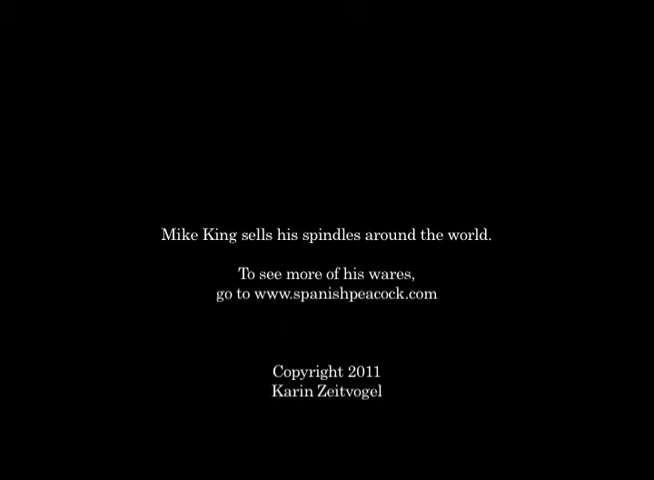 Mike King sells his spindles around the world.
To see more of his wares,
go to www.spanishpeacock.com
Copyright 2011
Karin Zeitvogel